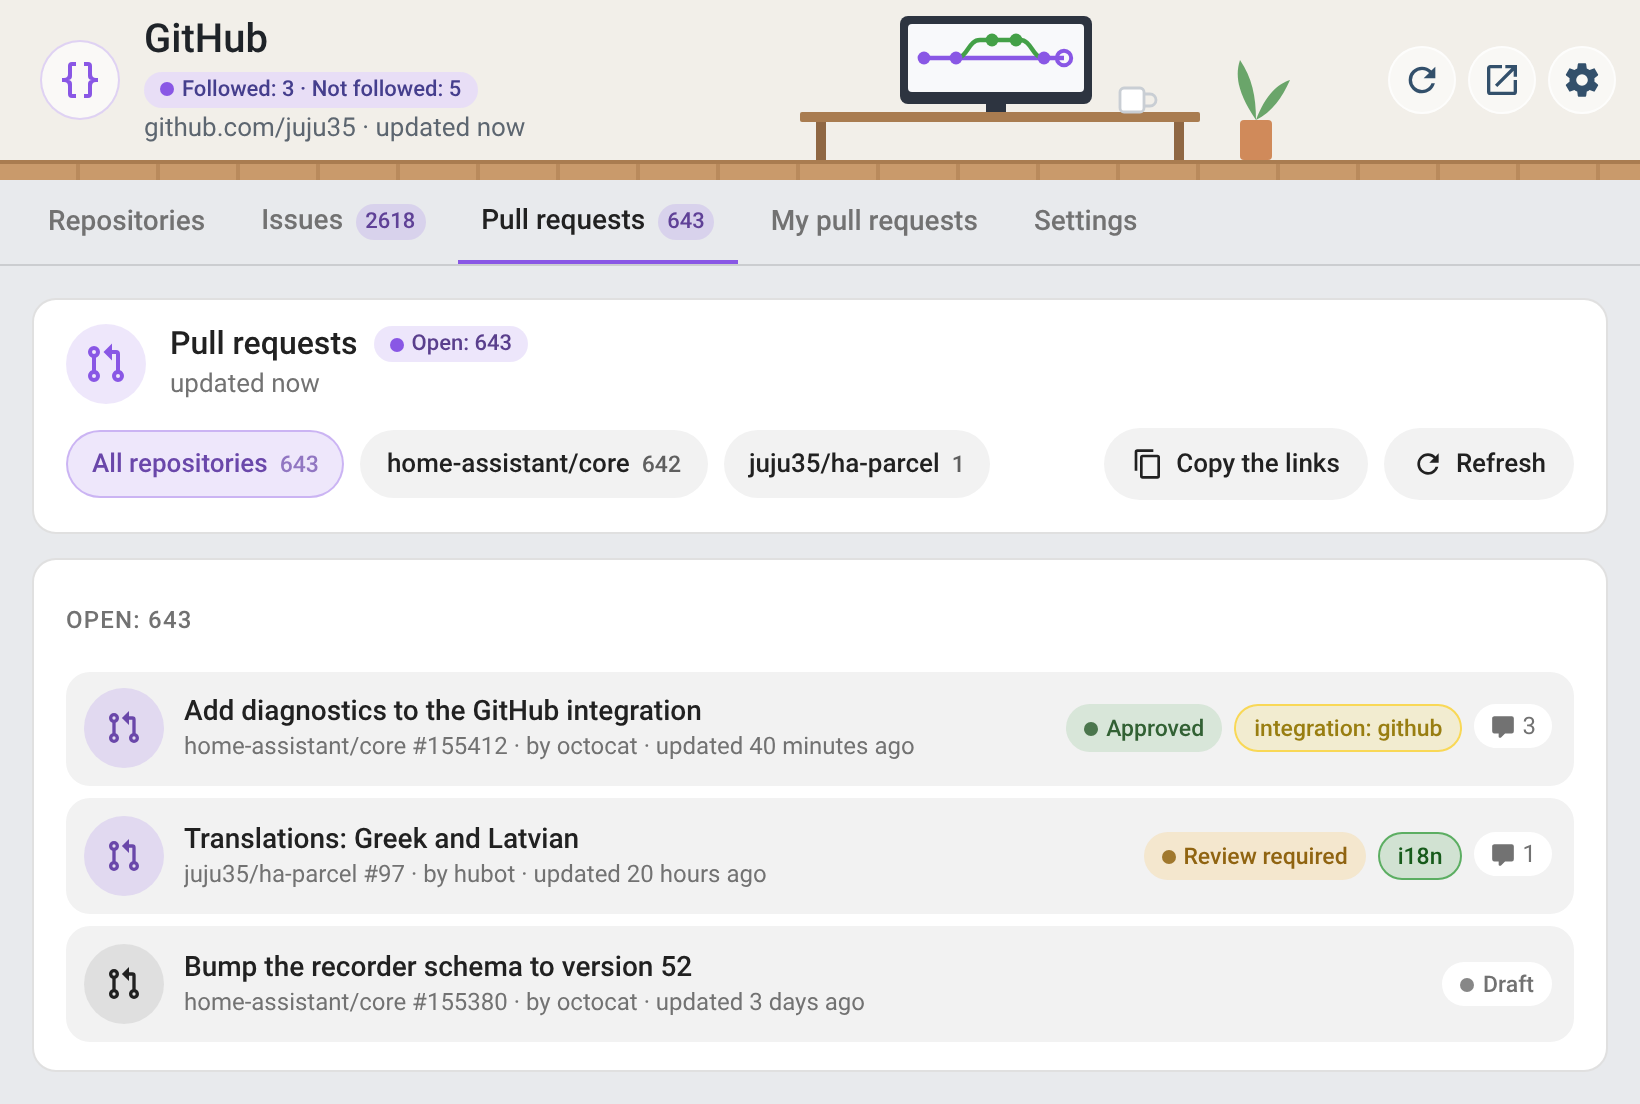 GitHub
Followed: 3 · Not followed: 5
github.com/juju35 · updated now
Repositories
Issues 2618
Pull requests 643
My pull requests
Settings
Pull requests
Open: 643
updated now
All repositories 643
home-assistant/core 642
juju35/ha-parcel 1
Copy the links
Refresh
OPEN: 643
Add diagnostics to the GitHub integration
home-assistant/core #155412 · by octocat · updated 40 minutes ago
Approved
integration: github
3
Translations: Greek and Latvian
juju35/ha-parcel #97 · by hubot · updated 20 hours ago
Review required
i18n
1
Bump the recorder schema to version 52
home-assistant/core #155380 · by octocat · updated 3 days ago
Draft